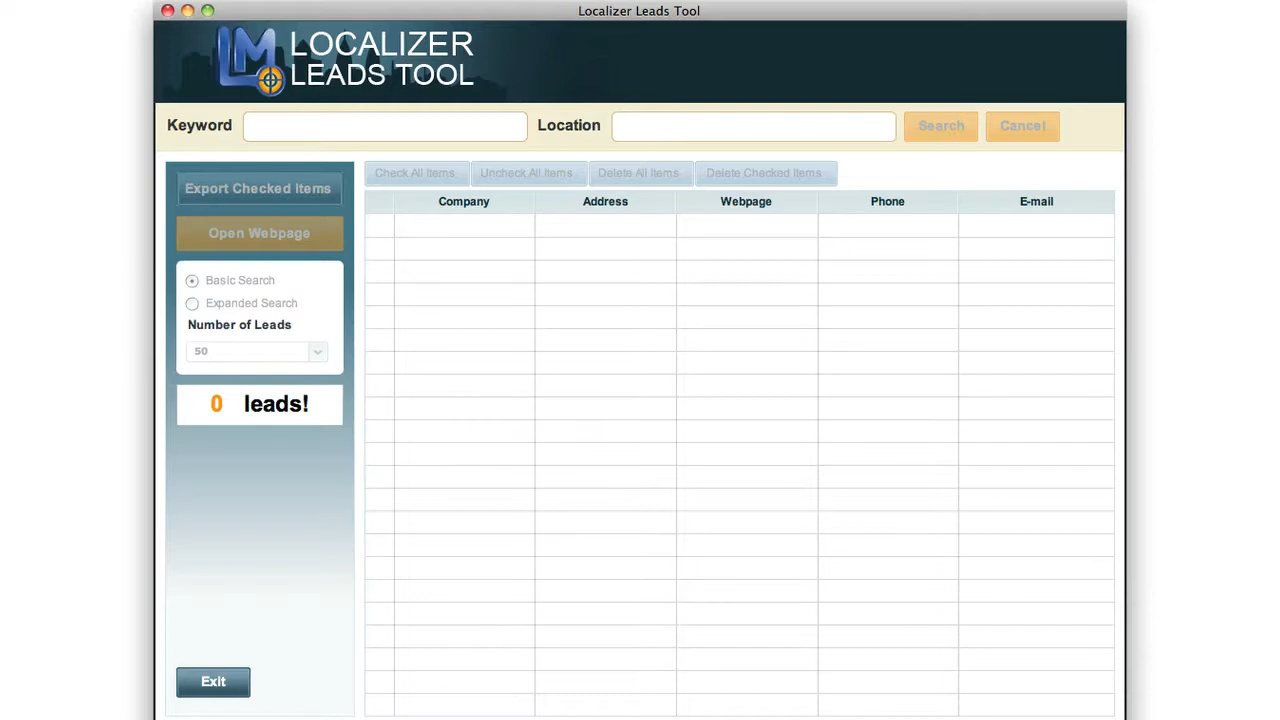 Localizer Leads Tool
LM LOCALIZER
LEADS TOOL
Keyword
Location
Search
Cancel
Export Checked Items
Open Webpage
Basic Search
Expanded Search
Number of Leads
50
0 leads!
Exit
Check All Items
Uncheck All Items
Delete All Items
Delete Checked Items
Company
Address
Webpage
Phone
E-mail